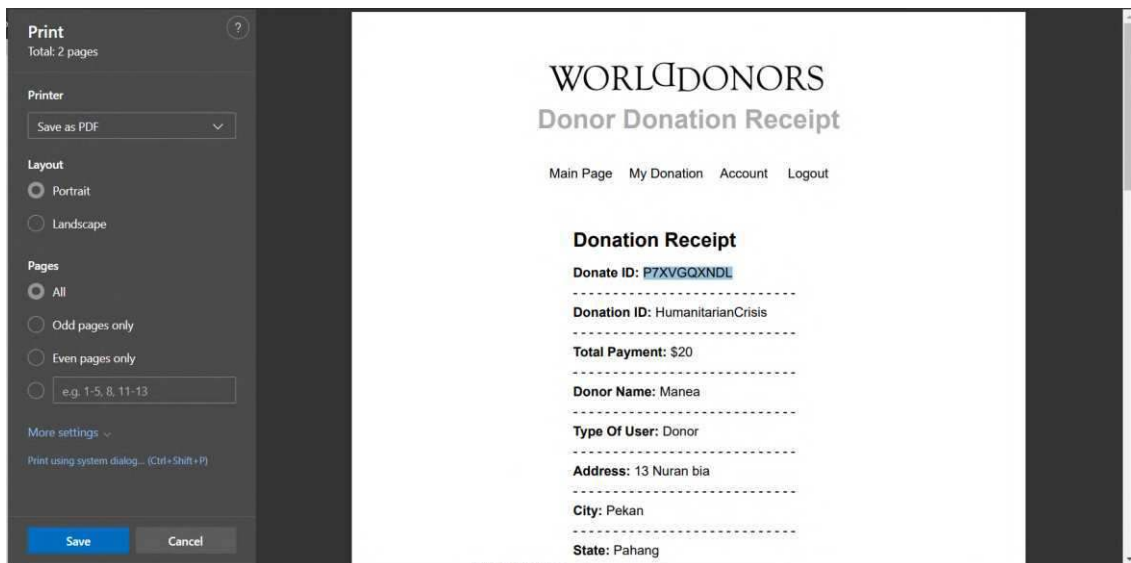 Print
?
Total: 2 pages
Printer
Save as PDF
Layout
Portrait
Landscape
Pages
All
Odd pages only
Even pages only
e.g. 1-5, 8, 11-13
More settings
Print using system dialog... (Ctrl+Shift+P)
Save Cancel
WORLDDONORS
Donor Donation Receipt
Main Page My Donation Account Logout
Donation Receipt
Donate ID: P7XVGQXNDL
- - - - - - - - - - - - - - - - - - - - - - - - - - - -
Donation ID: HumanitarianCrisis
- - - - - - - - - - - - - - - - - - - - - - - - - - - -
Total Payment: $20
- - - - - - - - - - - - - - - - - - - - - - - - - - - -
Donor Name: Manea
- - - - - - - - - - - - - - - - - - - - - - - - - - - -
Type Of User: Donor
- - - - - - - - - - - - - - - - - - - - - - - - - - - -
Address: 13 Nuran bia
- - - - - - - - - - - - - - - - - - - - - - - - - - - -
City: Pekan
- - - - - - - - - - - - - - - - - - - - - - - - - - - -
State: Pahang